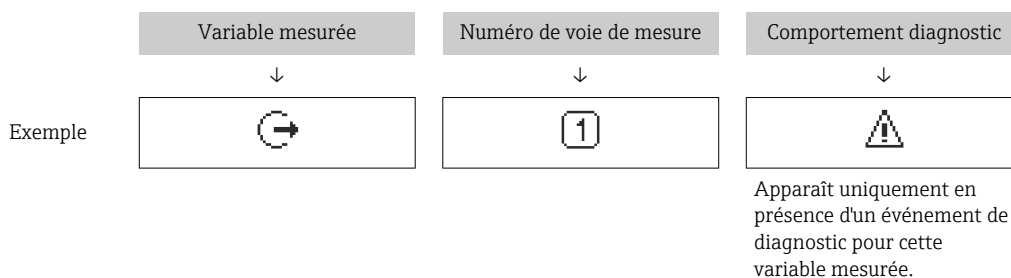 Variable mesurée
Numéro de voie de mesure
Comportement diagnostic
↓
↓
↓
Exemple
1
Apparaît uniquement en
présence d'un événement de
diagnostic pour cette
variable mesurée.